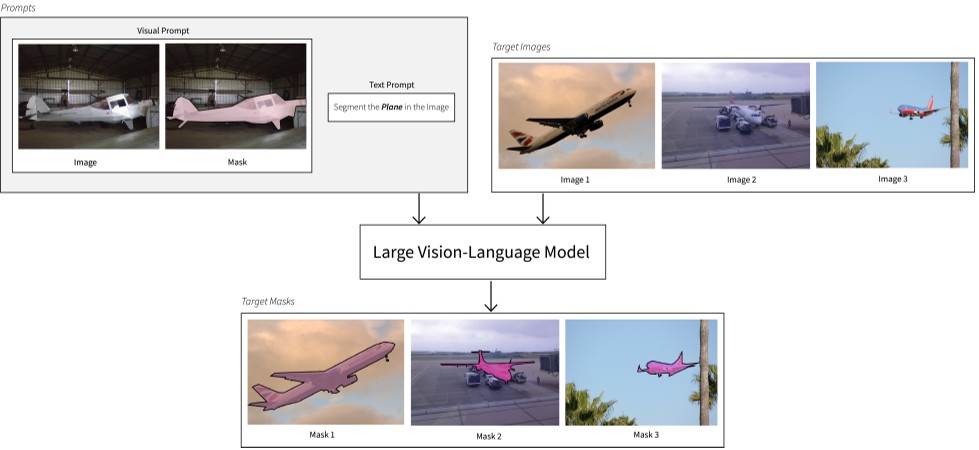 Prompts
Visual Prompt
Image
Mask
Text Prompt
Segment the Plane in the Image
Target Images
Image 1
Image 2
Image 3
Large Vision-Language Model
Target Masks
Mask 1
Mask 2
Mask 3